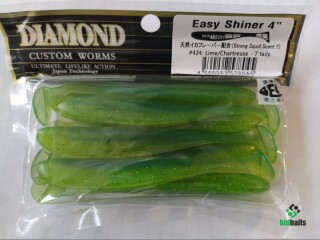 DIAMOND
CUSTOM WORMS
ULTIMATE LIFELIKE ACTION
Japan Technology
Easy Shiner 4"
天然イカフレーバー配合 (Strong Squid Scent !!)
#424: Lime/Chartreuse - 7 tails
bigbaits